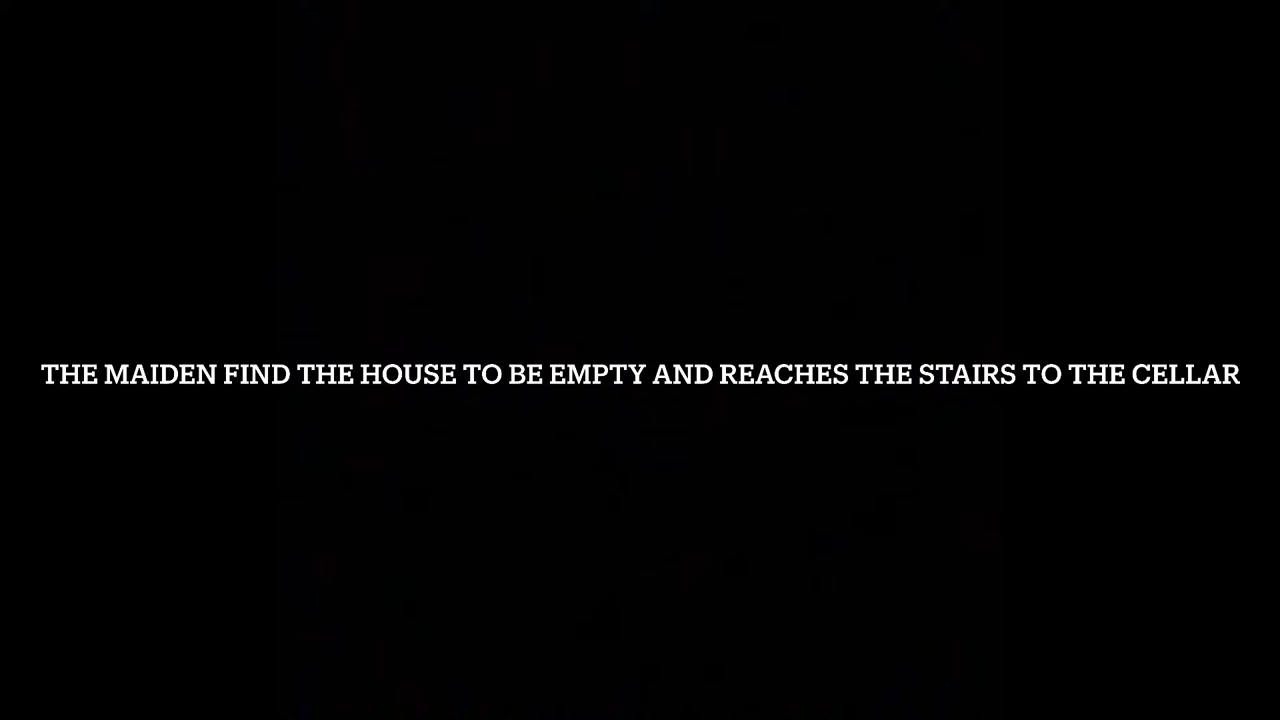 THE MAIDEN FIND THE HOUSE TO BE EMPTY AND REACHES THE STAIRS TO THE CELLAR